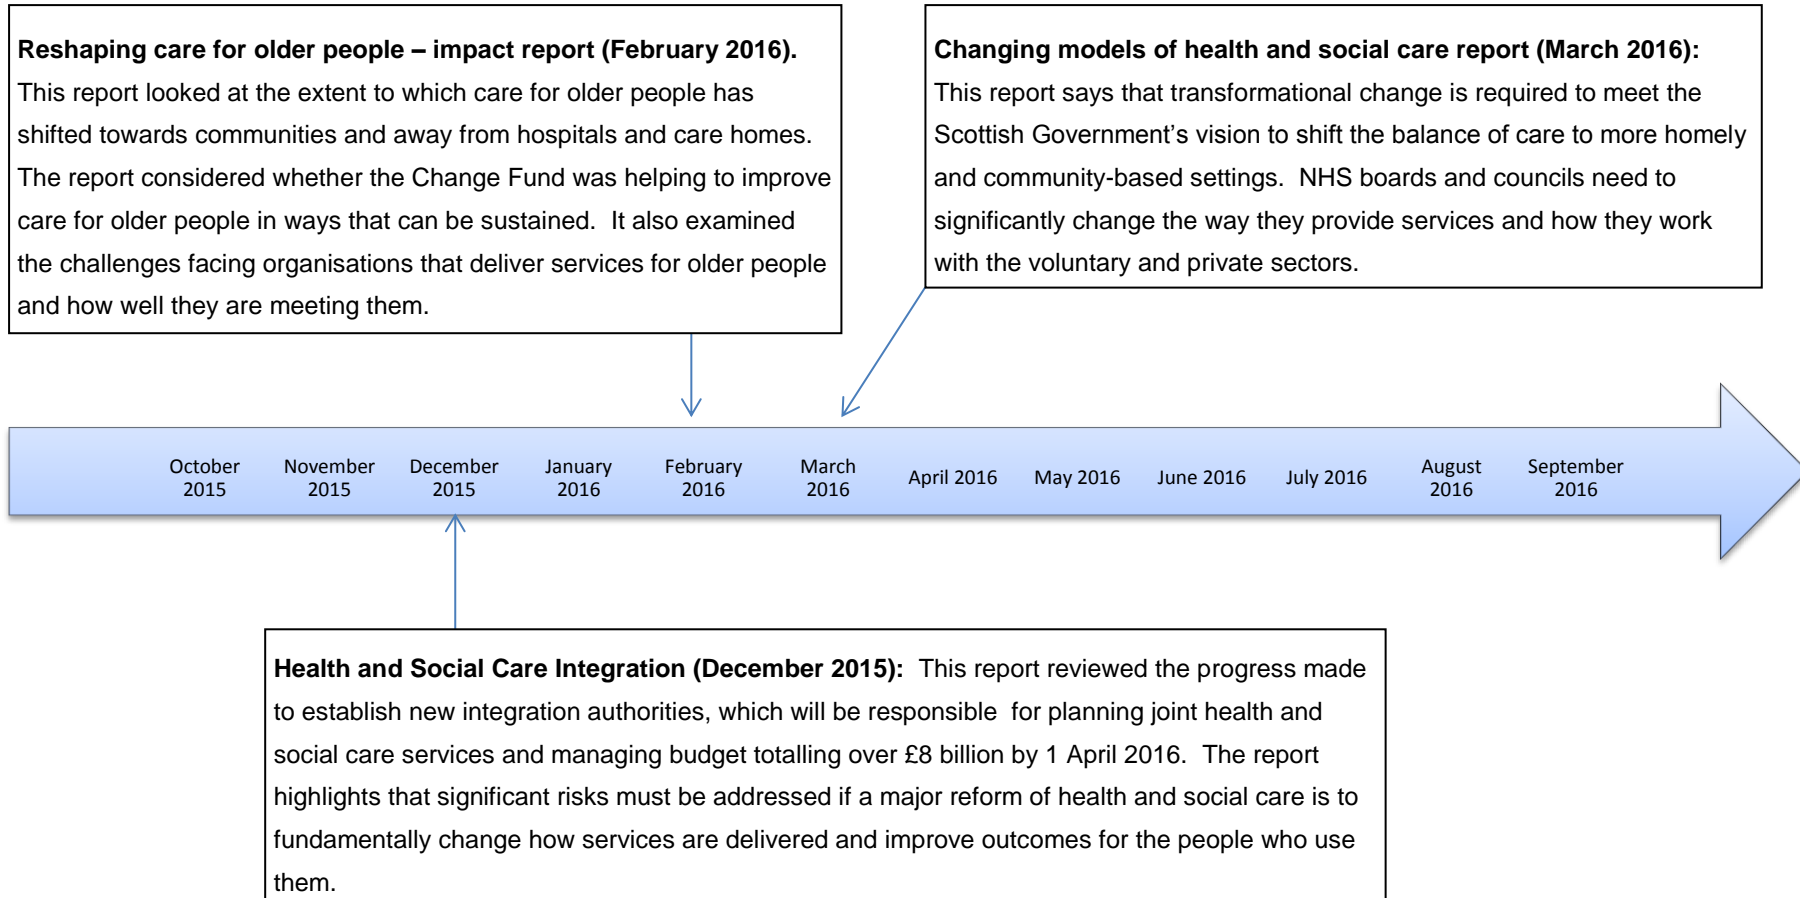 Reshaping care for older people – impact report (February 2016).
This report looked at the extent to which care for older people has
shifted towards communities and away from hospitals and care homes.
The report considered whether the Change Fund was helping to improve
care for older people in ways that can be sustained. It also examined
the challenges facing organisations that deliver services for older people
and how well they are meeting them.
Changing models of health and social care report (March 2016):
This report says that transformational change is required to meet the
Scottish Government’s vision to shift the balance of care to more homely
and community-based settings. NHS boards and councils need to
significantly change the way they provide services and how they work
with the voluntary and private sectors.
October
2015
November
2015
December
2015
January
2016
February
2016
March
2016
April 2016
May 2016
June 2016
July 2016
August
2016
September
2016
Health and Social Care Integration (December 2015): This report reviewed the progress made
to establish new integration authorities, which will be responsible for planning joint health and
social care services and managing budget totalling over £8 billion by 1 April 2016. The report
highlights that significant risks must be addressed if a major reform of health and social care is to
fundamentally change how services are delivered and improve outcomes for the people who use
them.